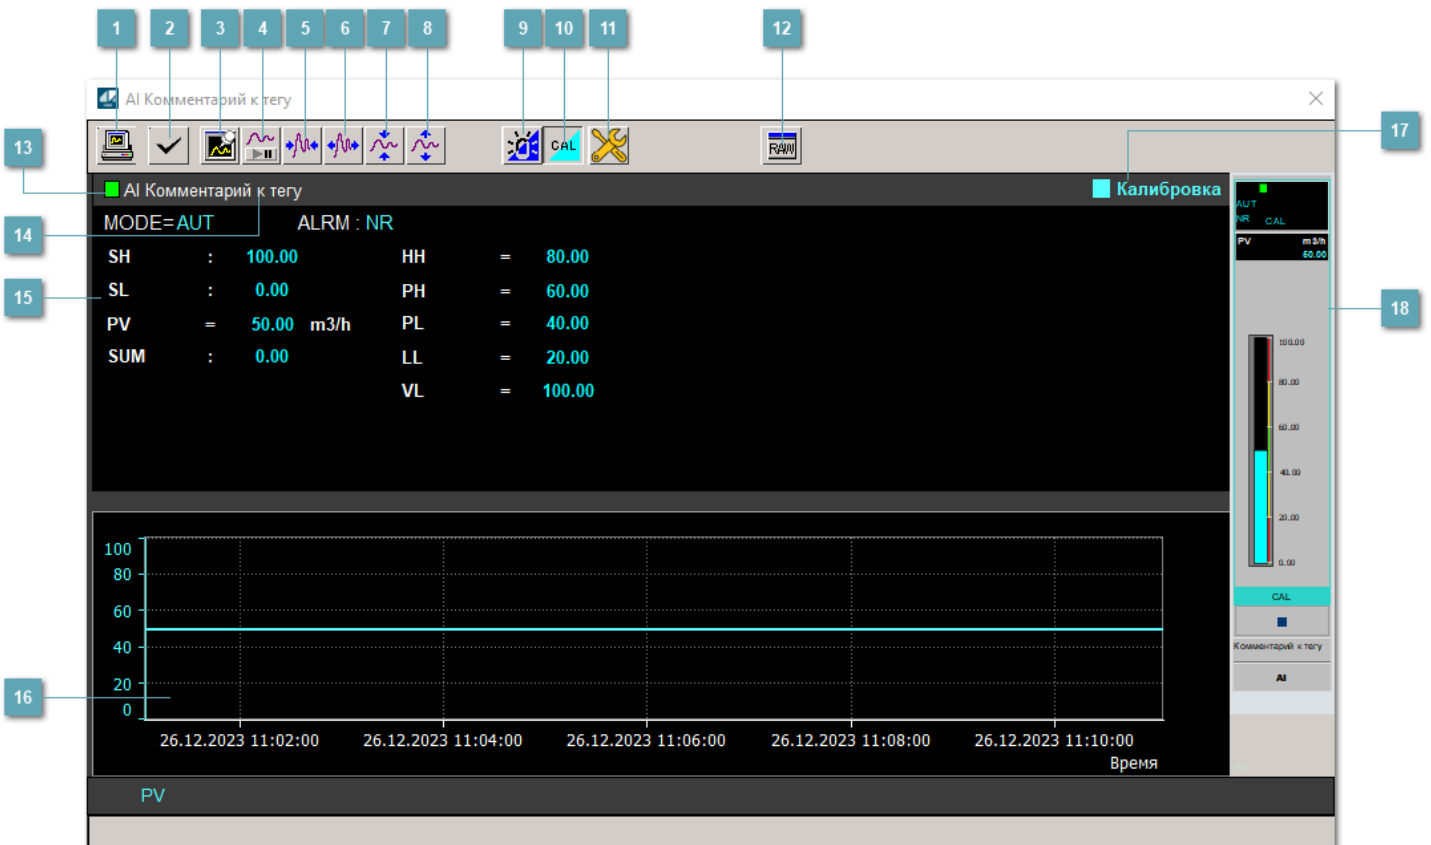 1 2 3 4 5 6 7 8 9 10 11 12
AI Комментарий к тегу
13
17
CAL
RAW
AI Комментарий к тегу
Калибровка
14
MODE=AUT ALRM : NR
AUT
NR CAL
PV m3/h
60.00
15
SH : 100.00 HH = 80.00
SL : 0.00 PH = 60.00
PV = 50.00 m3/h PL = 40.00
SUM : 0.00 LL = 20.00
VL = 100.00
18
100.00
80.00
60.00
40.00
20.00
0.00
CAL
Комментарий к тегу
AI
16
100
80
60
40
20
0
26.12.2023 11:02:00 26.12.2023 11:04:00 26.12.2023 11:06:00 26.12.2023 11:08:00 26.12.2023 11:10:00
Время
PV